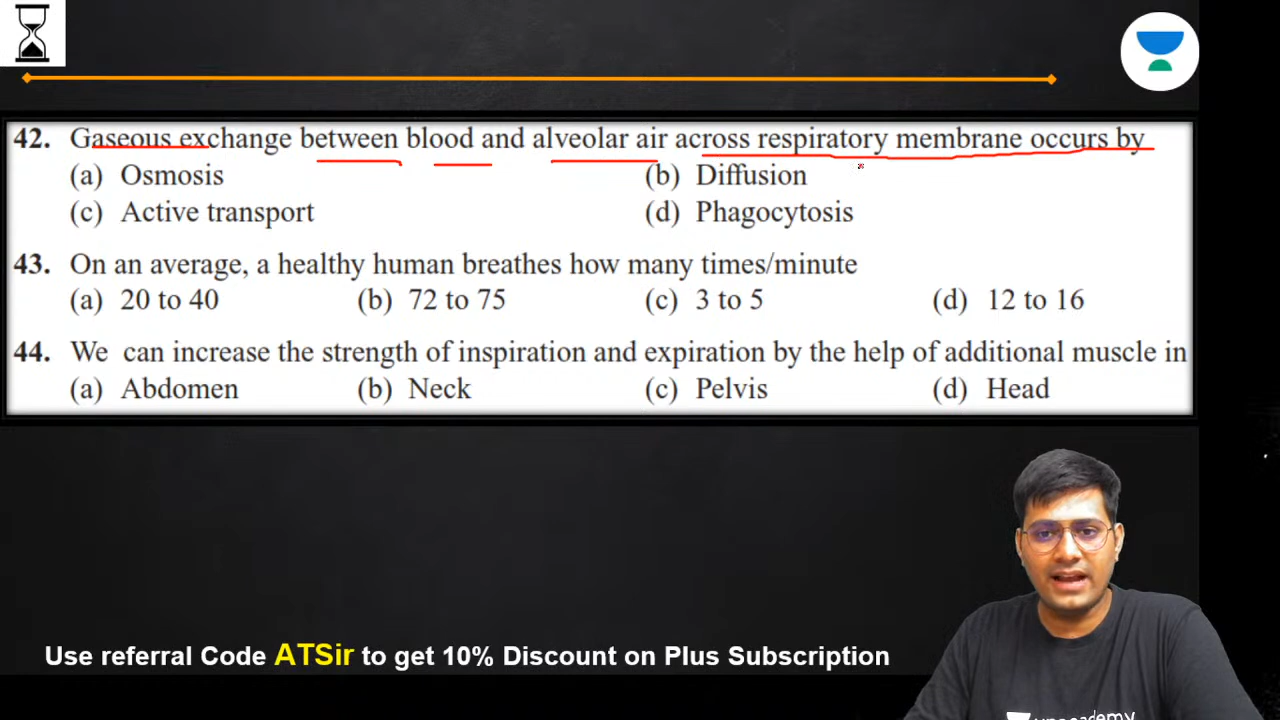 42. Gaseous exchange between blood and alveolar air across respiratory membrane occurs by
(a) Osmosis (b) Diffusion
(c) Active transport (d) Phagocytosis
43. On an average, a healthy human breathes how many times/minute
(a) 20 to 40 (b) 72 to 75 (c) 3 to 5 (d) 12 to 16
44. We can increase the strength of inspiration and expiration by the help of additional muscle in
(a) Abdomen (b) Neck (c) Pelvis (d) Head
Use referral Code ATSir to get 10% Discount on Plus Subscription